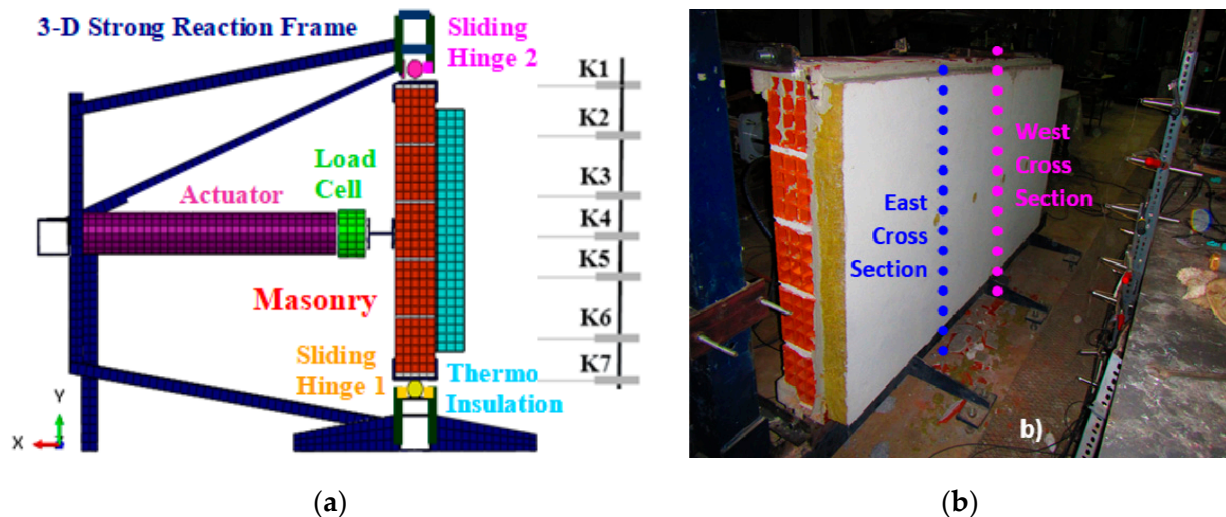 3-D Strong Reaction Frame
Sliding
Hinge 2
K1
K2
Load
Cell
Actuator
K3
K4
K5
Masonry
K6
Sliding
Hinge 1
K7
Thermo
Insulation
Y
X
Z
(a)
West
Cross
Section
East
Cross
Section
b)
(b)